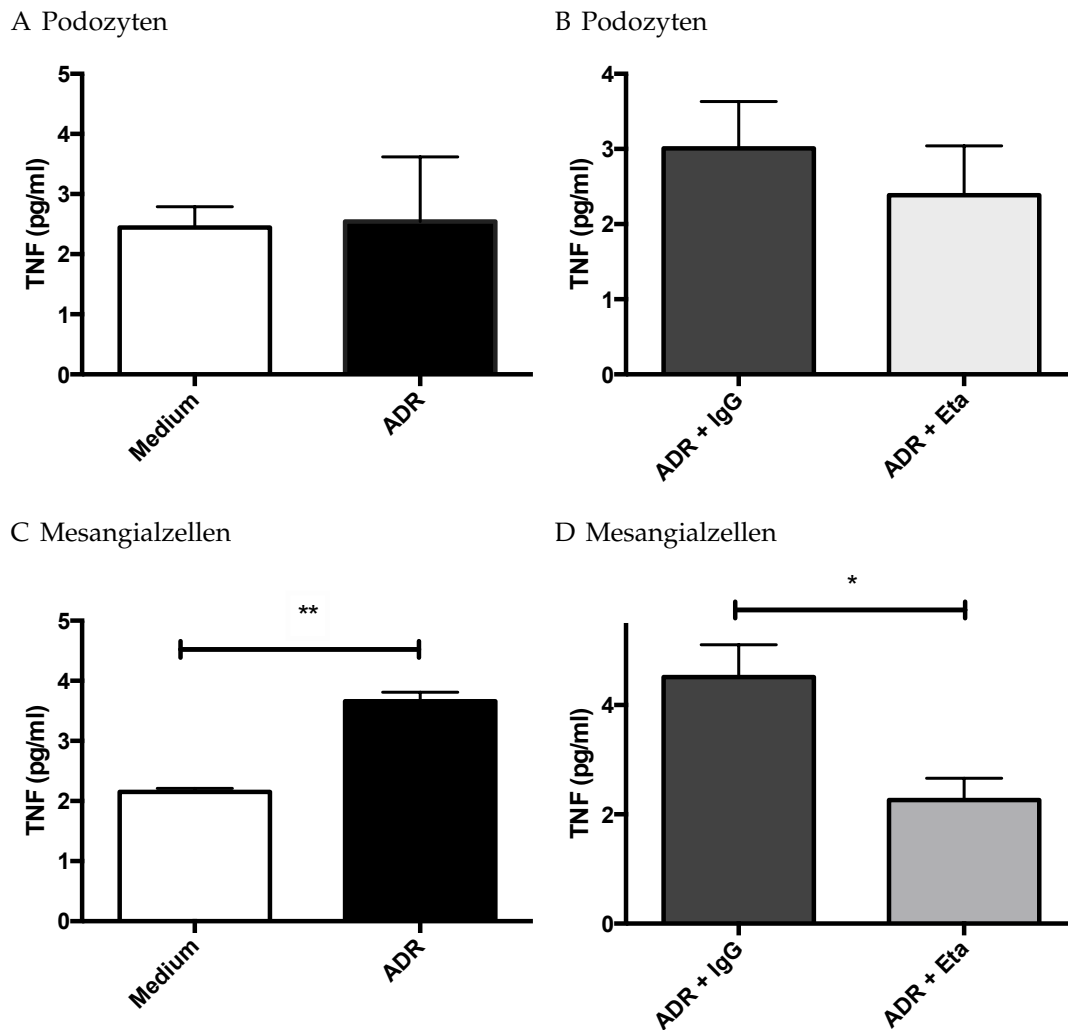 A Podozyten
TNF (pg/ml)
5
4
3
2
1
0
Medium
ADR
B Podozyten
TNF (pg/ml)
4
3
2
1
0
ADR + IgG
ADR + Eta
C Mesangialzellen
**
TNF (pg/ml)
5
4
3
2
1
0
Medium
ADR
D Mesangialzellen
*
TNF (pg/ml)
4
2
0
ADR + IgG
ADR + Eta